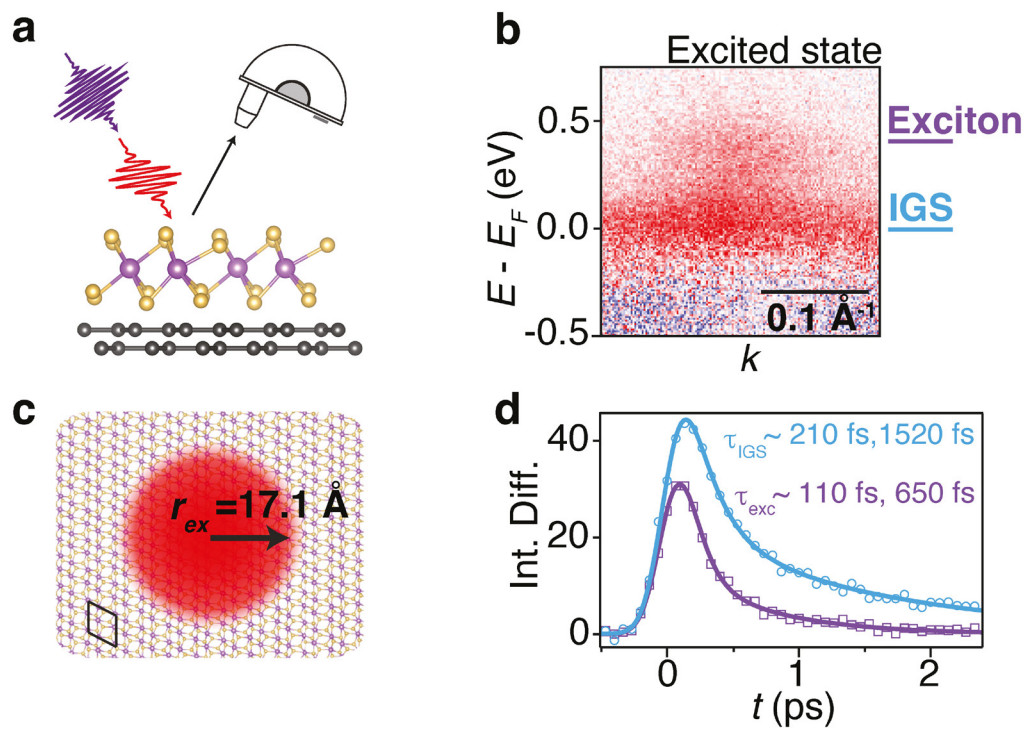 a
b
Excited state
0.5
0.0
-0.5
E - E_F (eV)
0.1 Å⁻¹
k
Exciton
IGS
c
r_ex =17.1 Å
d
40
20
0
Int. Diff.
τ_IGS ~ 210 fs, 1520 fs
τ_exc ~ 110 fs, 650 fs
0
1
2
t (ps)